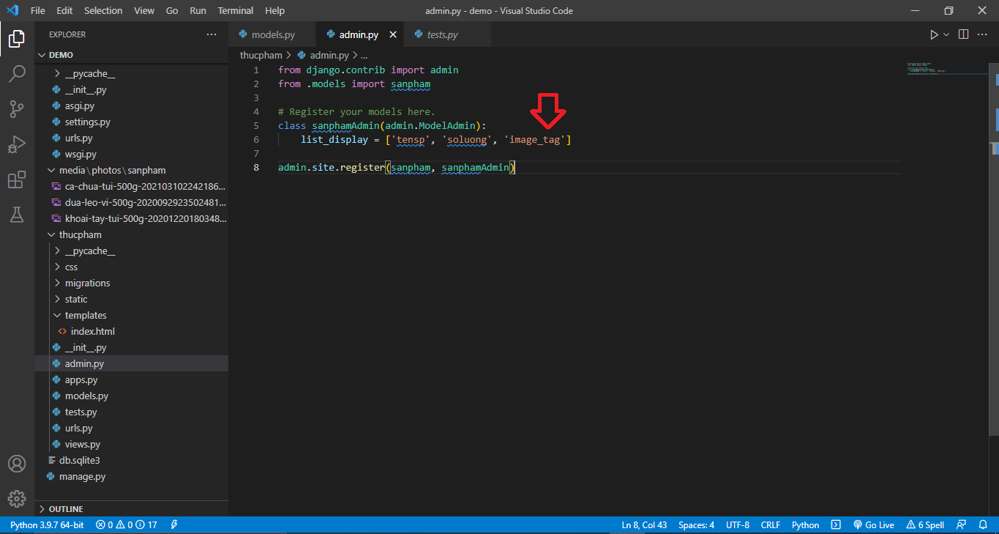 File Edit Selection View Go Run Terminal Help admin.py - demo - Visual Studio Code
EXPLORER ... models.py admin.py tests.py ...
DEMO
thucpham > admin.py > ...
__pycache__
__init__.py
asgi.py
settings.py
urls.py
wsgi.py
media\photos\sanpham
ca-chua-tui-500g-202103102242186...
dua-leo-vi-500g-2020092923502481...
khoai-tay-tui-500g-20201220180348...
thucpham
__pycache__
css
migrations
static
templates
<> index.html
__init__.py
admin.py
apps.py
models.py
tests.py
urls.py
views.py
db.sqlite3
manage.py
OUTLINE
1 from django.contrib import admin
2 from .models import sanpham
3
4 # Register your models here.
5 class sanphamAdmin(admin.ModelAdmin):
6 list_display = ['tensp', 'soluong', 'image_tag']
7
8 admin.site.register(sanpham, sanphamAdmin)
Python 3.9.7 64-bit 0 0 17 Ln 8, Col 43 Spaces: 4 UTF-8 CRLF Python Go Live 6 Spell